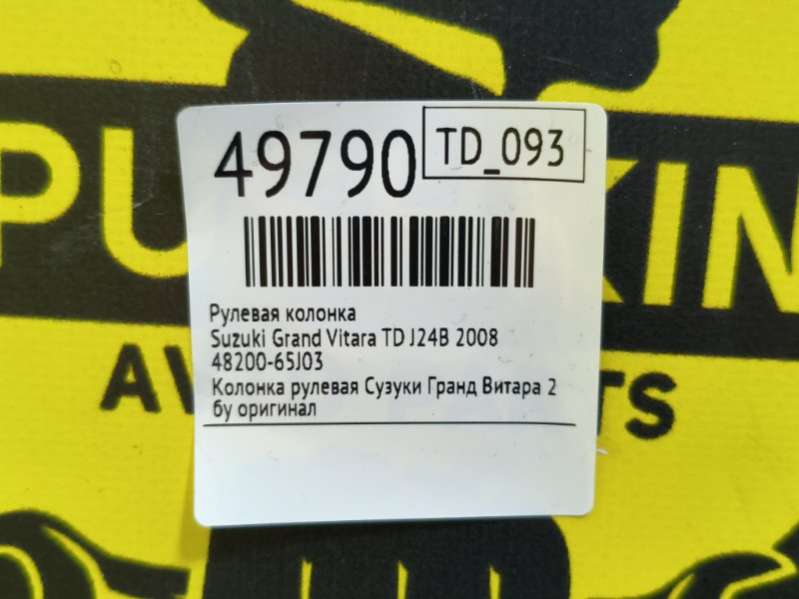 49790
TD_093
Рулевая колонка
Suzuki Grand Vitara TD J24B 2008
48200-65J03
Колонка рулевая Сузуки Гранд Витара 2
бу оригинал